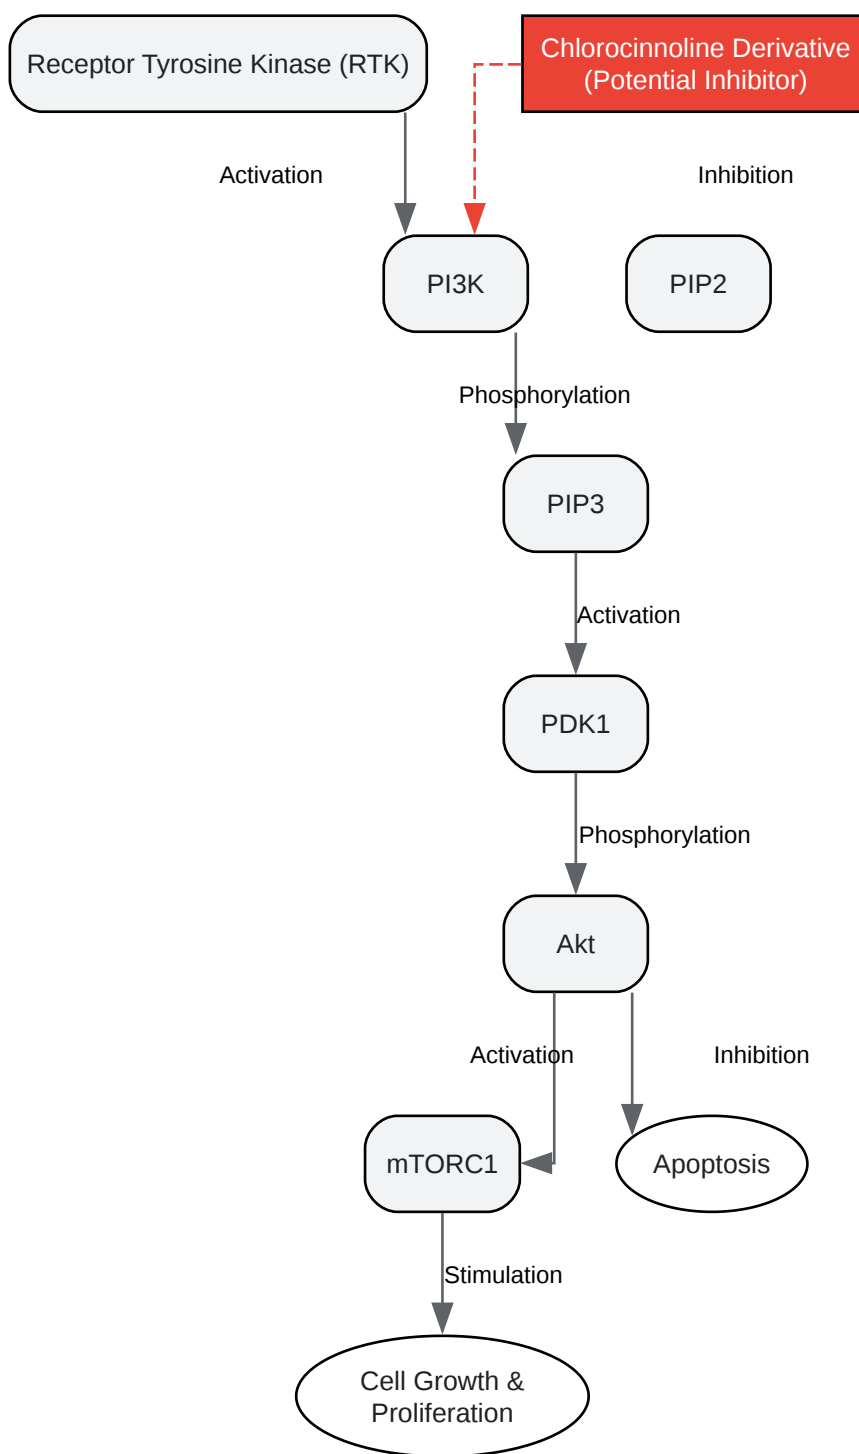 Receptor Tyrosine Kinase (RTK)
Chlorocinnoline Derivative
(Potential Inhibitor)
Activation
Inhibition
PI3K
PIP2
Phosphorylation
PIP3
Activation
PDK1
Phosphorylation
Akt
Activation
Inhibition
mTORC1
Apoptosis
Stimulation
Cell Growth &
Proliferation